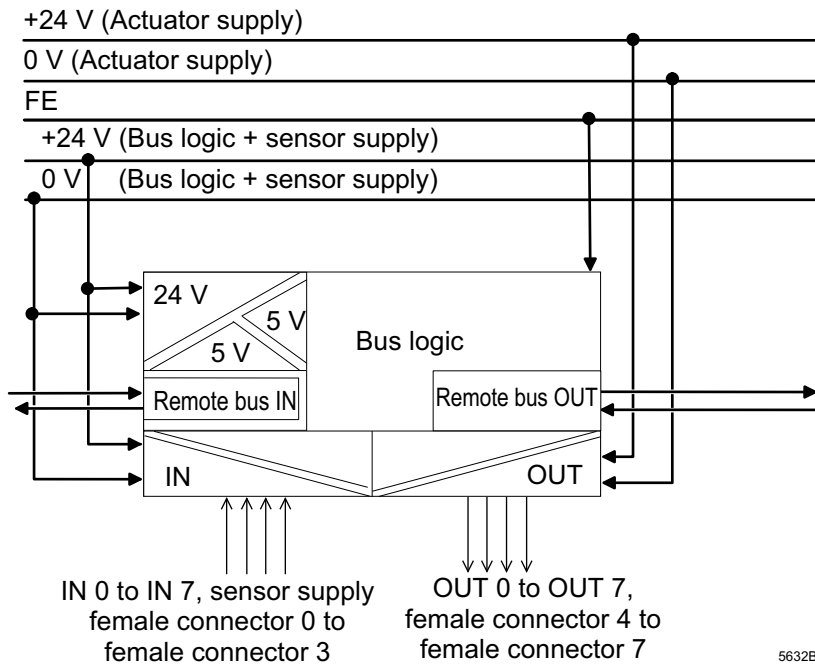 +24 V (Actuator supply)
0 V (Actuator supply)
FE
+24 V (Bus logic + sensor supply)
0 V (Bus logic + sensor supply)
24 V
5 V
5 V
Bus logic
Remote bus IN
Remote bus OUT
IN
OUT
IN 0 to IN 7, sensor supply
female connector 0 to
female connector 3
OUT 0 to OUT 7,
female connector 4 to
female connector 7
5632B